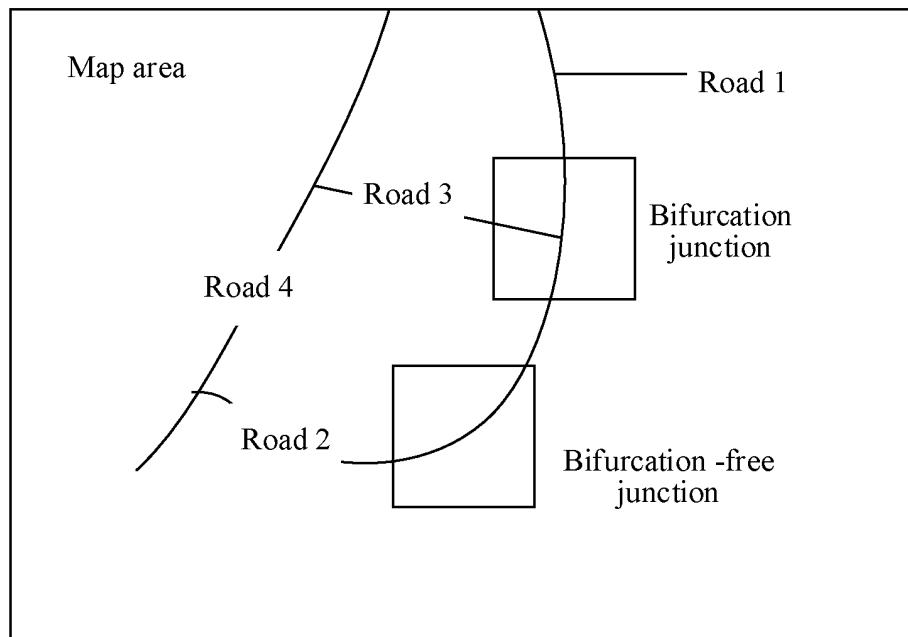 Map area
Road 1
Road 3
Bifurcation
junction
Road 4
Road 2
Bifurcation -free
junction